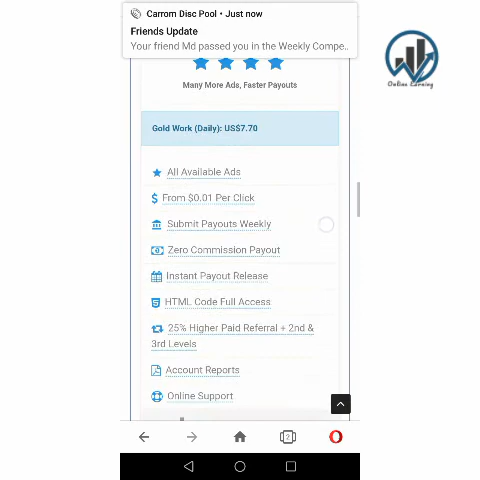 Carrom Disc Pool • Just now
Friends Update
Your friend Md passed you in the Weekly Compe..
Online Earning
Many More Ads, Faster Payouts
Gold Work (Daily): US$7.70
All Available Ads
From $0.01 Per Click
Submit Payouts Weekly
Zero Commission Payout
Instant Payout Release
HTML Code Full Access
25% Higher Paid Referral + 2nd &
3rd Levels
Account Reports
Online Support
2